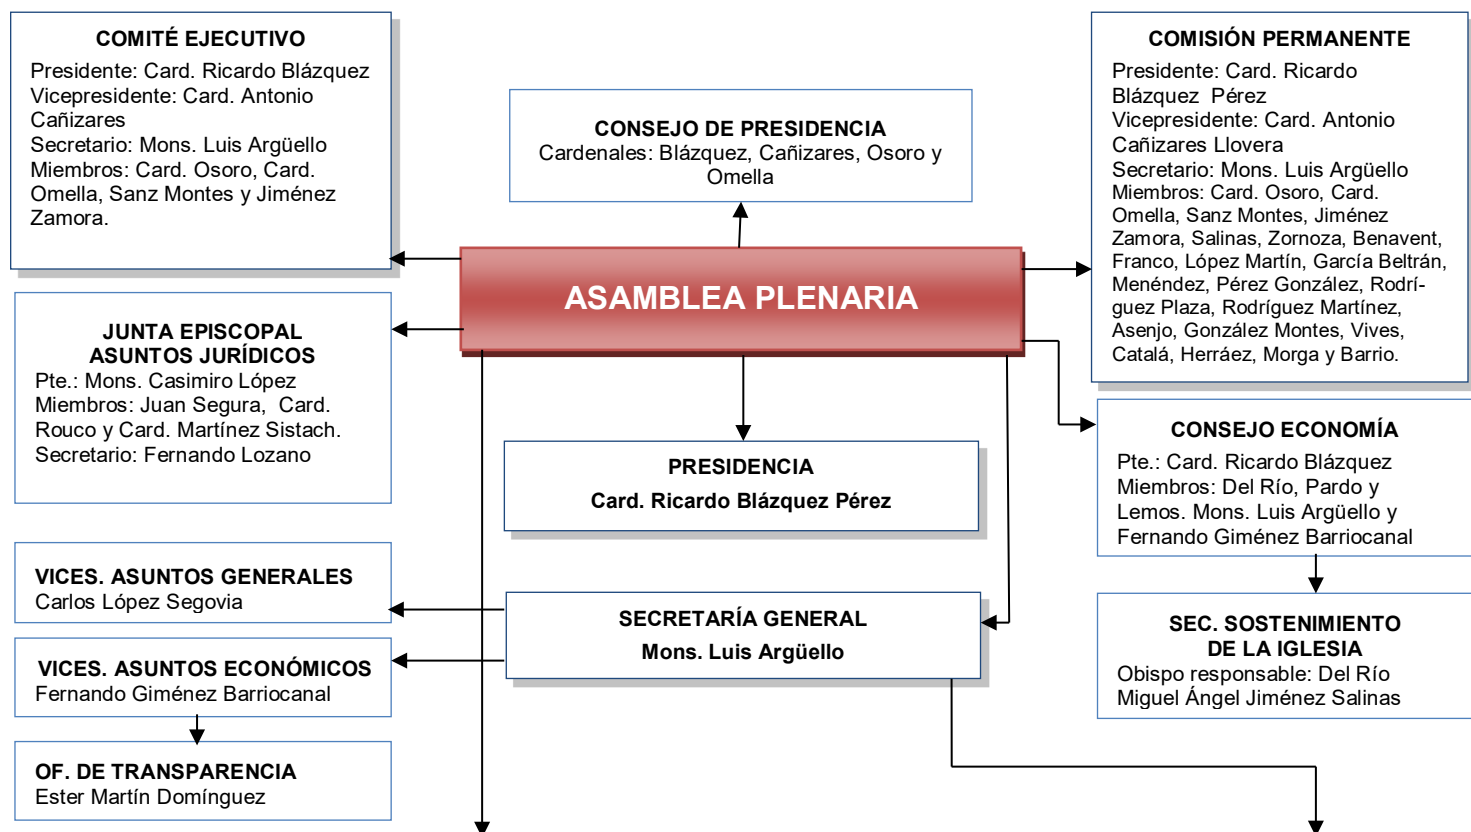 COMITÉ EJECUTIVO
Presidente: Card. Ricardo Blázquez
Vicepresidente: Card. Antonio
Cañizares
Secretario: Mons. Luis Argüello
Miembros: Card. Osoro, Card.
Omella, Sanz Montes y Jiménez
Zamora.
CONSEJO DE PRESIDENCIA
Cardenales: Blázquez, Cañizares, Osoro y
Omella
COMISIÓN PERMANENTE
Presidente: Card. Ricardo
Blázquez  Pérez
Vicepresidente: Card. Antonio
Cañizares Llovera
Secretario: Mons. Luis Argüello
Miembros: Card. Osoro, Card.
Omella, Sanz Montes, Jiménez
Zamora, Salinas, Zornoza, Benavent,
Franco, López Martín, García Beltrán,
Menéndez, Pérez González, Rodrí-
guez Plaza, Rodríguez Martínez,
Asenjo, González Montes, Vives,
Catalá, Herráez, Morga y Barrio.
ASAMBLEA PLENARIA
JUNTA EPISCOPAL
ASUNTOS JURÍDICOS
Pte.: Mons. Casimiro López
Miembros: Juan Segura,  Card.
Rouco y Card. Martínez Sistach.
Secretario: Fernando Lozano
PRESIDENCIA
Card. Ricardo Blázquez Pérez
CONSEJO ECONOMÍA
Pte.: Card. Ricardo Blázquez
Miembros: Del Río, Pardo y
Lemos. Mons. Luis Argüello y
Fernando Giménez Barriocanal
VICES. ASUNTOS GENERALES
Carlos López Segovia
SECRETARÍA GENERAL
Mons. Luis Argüello
SEC. SOSTENIMIENTO
DE LA IGLESIA
Obispo responsable: Del Río
Miguel Ángel Jiménez Salinas
VICES. ASUNTOS ECONÓMICOS
Fernando Giménez Barriocanal
OF. DE TRANSPARENCIA
Ester Martín Domínguez